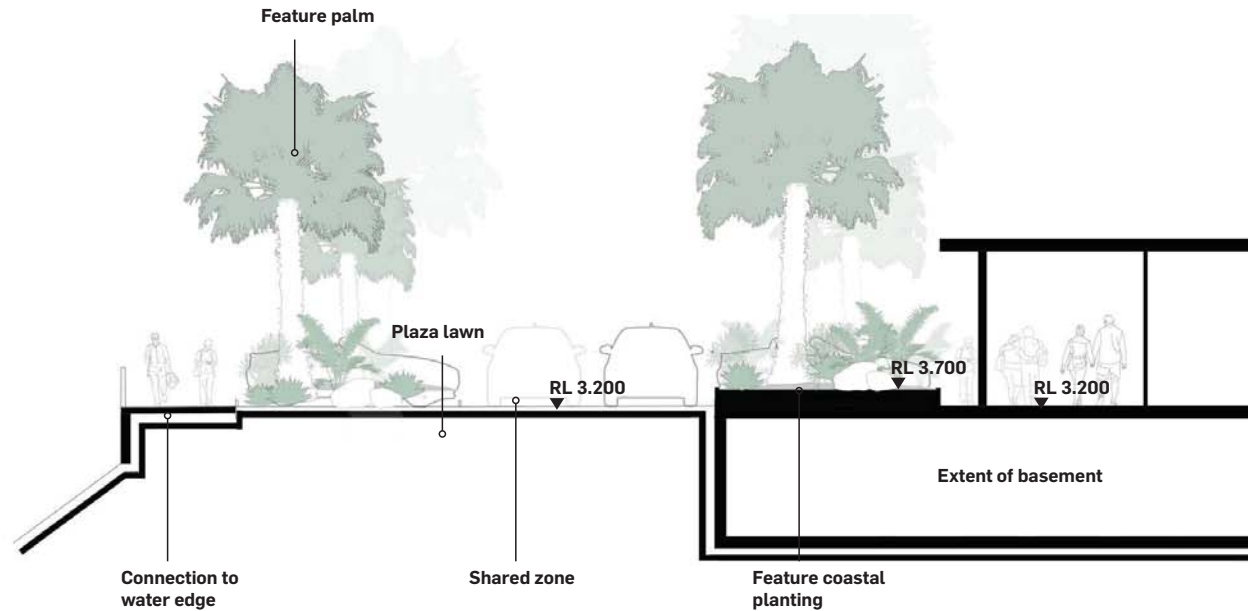 Feature palm
Plaza lawn
RL 3.200
RL 3.700
RL 3.200
Extent of basement
Connection to
water edge
Shared zone
Feature coastal
planting